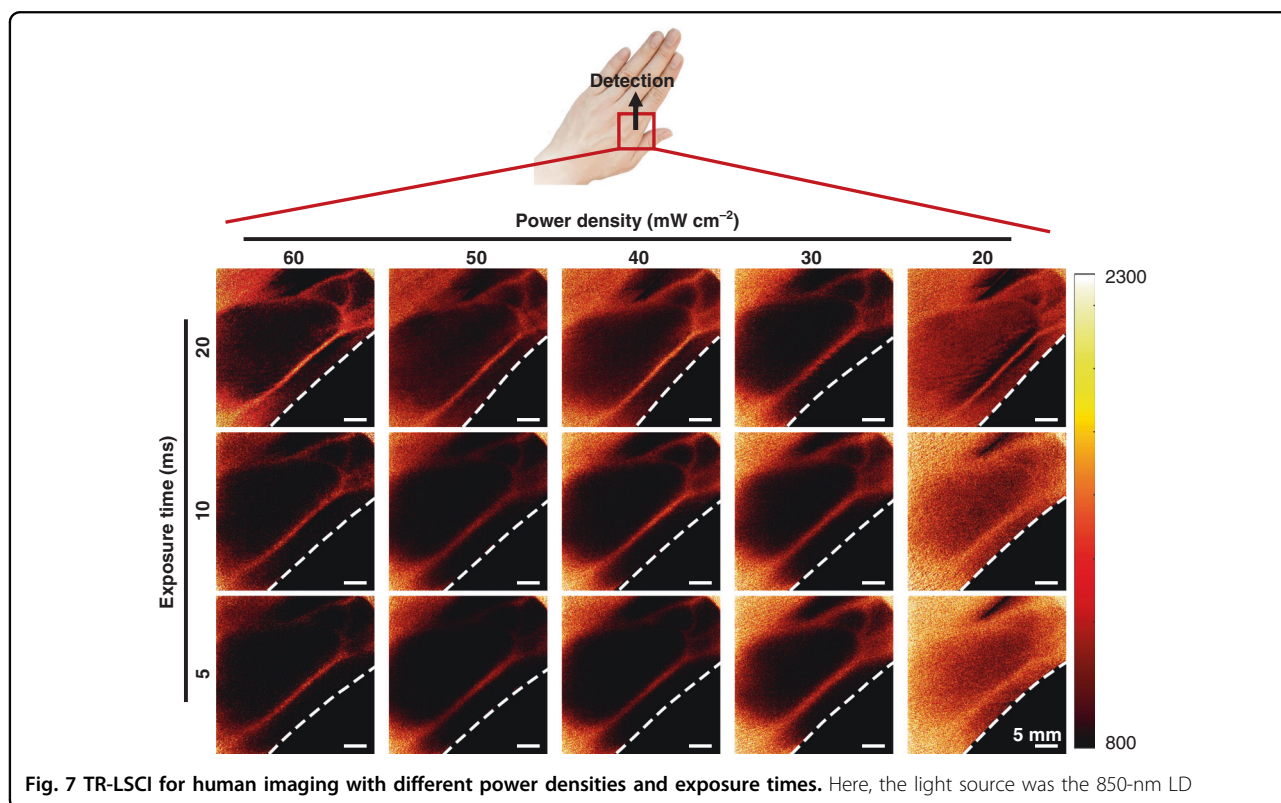 Detection
Power density (mW cm⁻²)
60 50 40 30 20
2300
Exposure time (ms)
20
10
5
5 mm
800
Fig. 7 TR-LSCI for human imaging with different power densities and exposure times. Here, the light source was the 850-nm LD